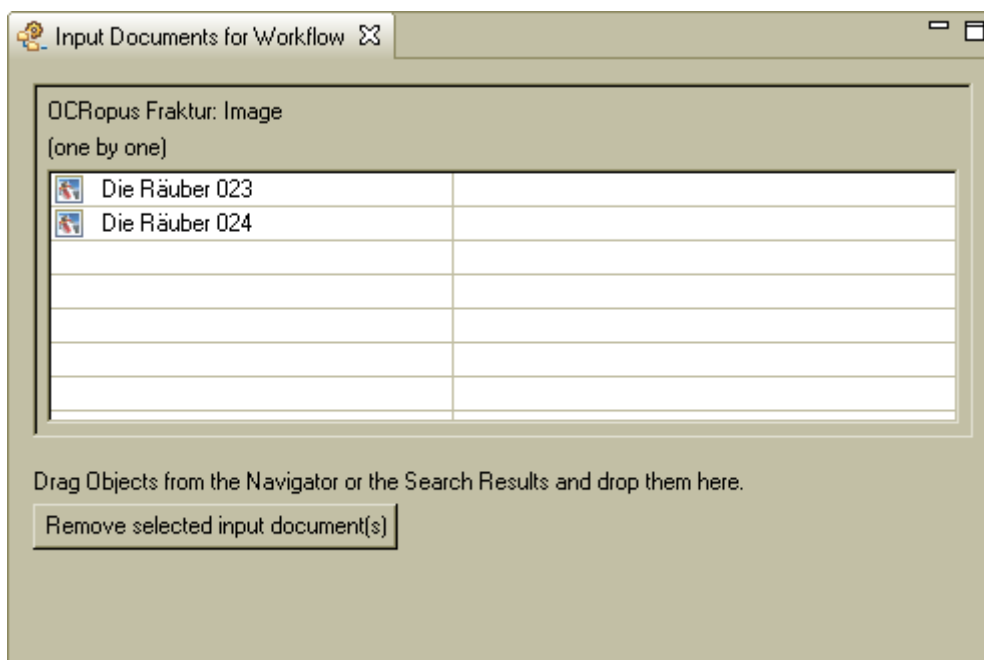 Input Documents for Workflow
OCRopus Fraktur: Image
(one by one)
Die Räuber 023
Die Räuber 024
Drag Objects from the Navigator or the Search Results and drop them here.
Remove selected input document(s)